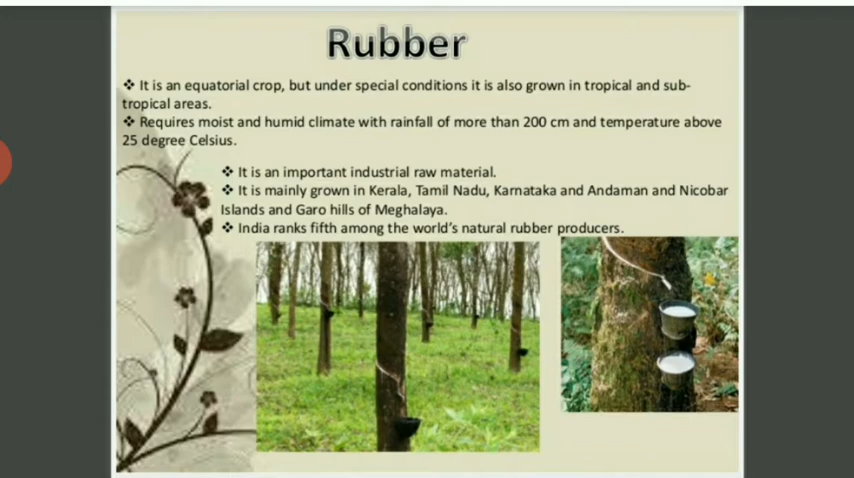 Rubber
❖ It is an equatorial crop, but under special conditions it is also grown in tropical and sub-
tropical areas.
❖ Requires moist and humid climate with rainfall of more than 200 cm and temperature above
25 degree Celsius.
❖ It is an important industrial raw material.
❖ It is mainly grown in Kerala, Tamil Nadu, Karnataka and Andaman and Nicobar
Islands and Garo hills of Meghalaya.
❖ India ranks fifth among the world's natural rubber producers.